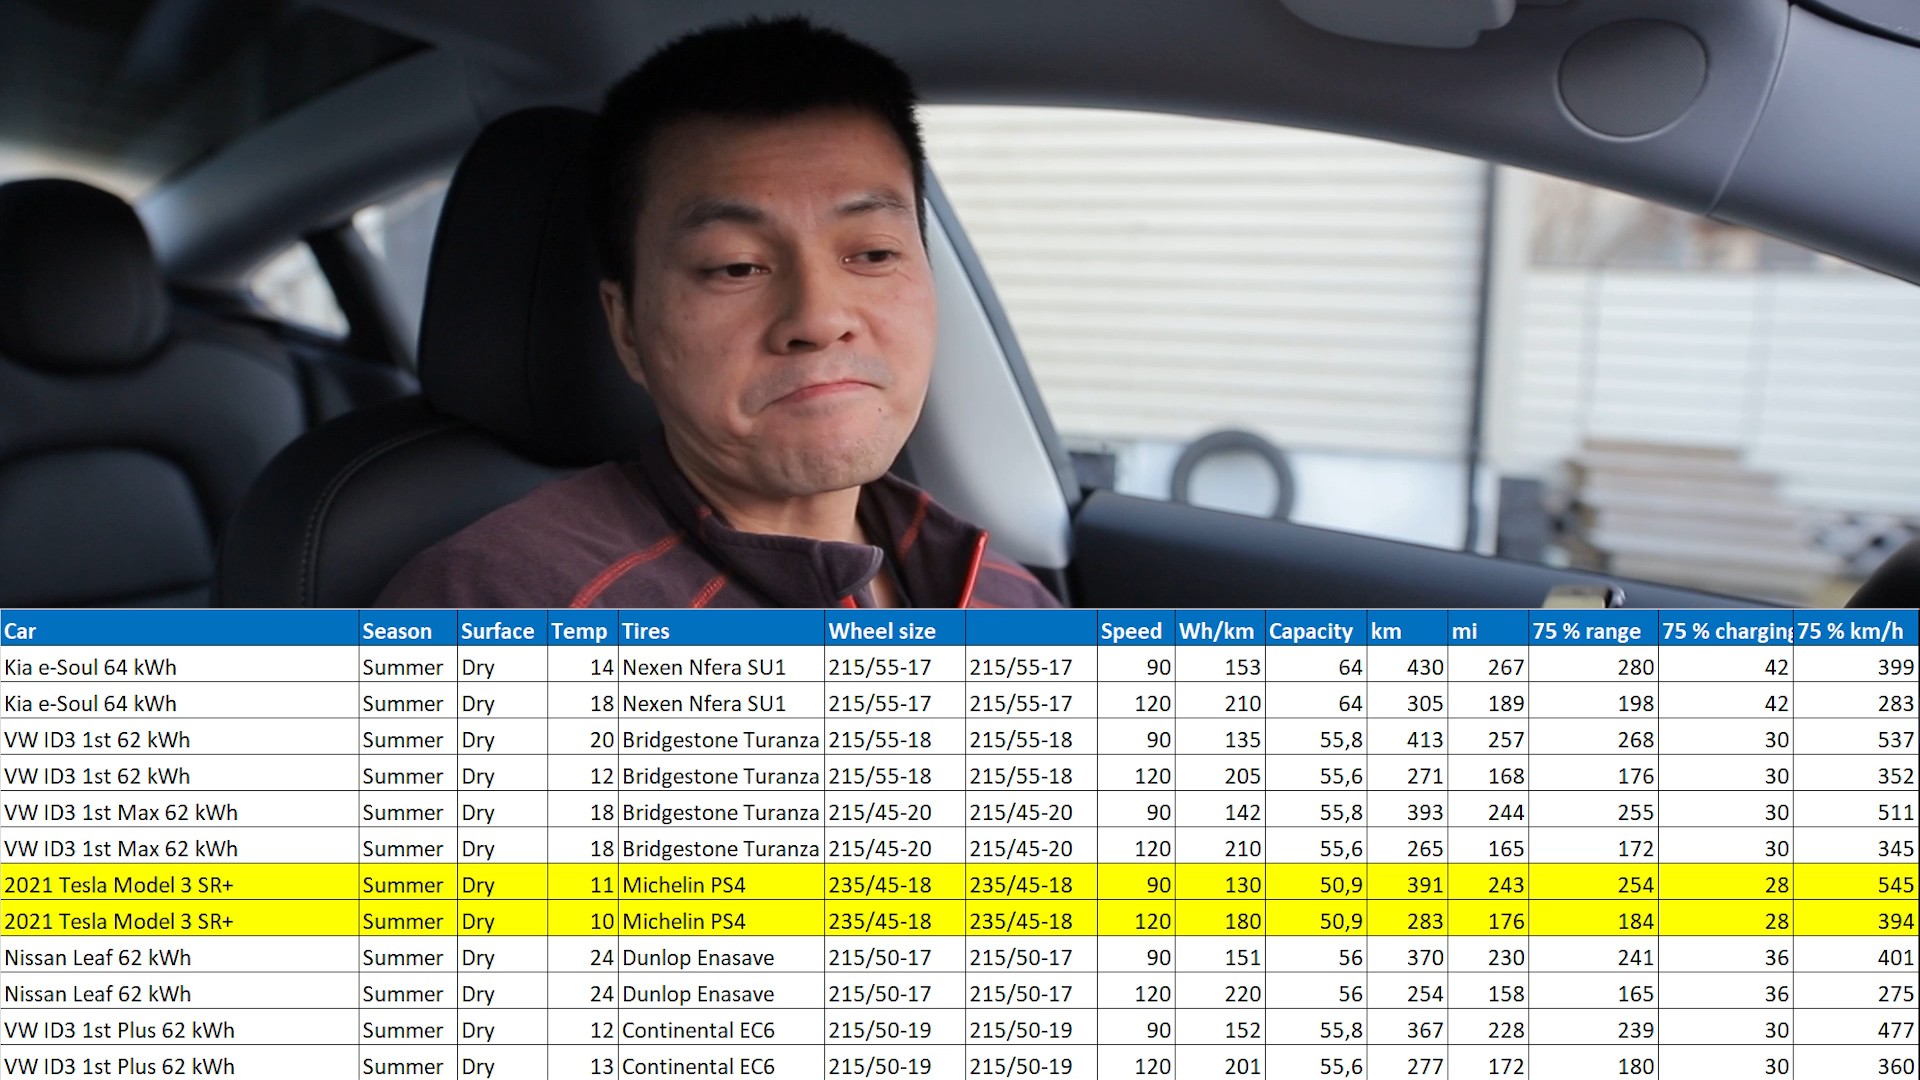 Car Season Surface Temp Tires Wheel size Speed Wh/km Capacity km mi 75 % range 75 % charging 75 % km/h
Kia e-Soul 64 kWh Summer Dry 14 Nexen Nfera SU1 215/55-17 215/55-17 90 153 64 430 267 280 42 399
Kia e-Soul 64 kWh Summer Dry 18 Nexen Nfera SU1 215/55-17 215/55-17 120 210 64 305 189 198 42 283
VW ID3 1st 62 kWh Summer Dry 20 Bridgestone Turanza 215/55-18 215/55-18 90 135 55,8 413 257 268 30 537
VW ID3 1st 62 kWh Summer Dry 12 Bridgestone Turanza 215/55-18 215/55-18 120 205 55,6 271 168 176 30 352
VW ID3 1st Max 62 kWh Summer Dry 18 Bridgestone Turanza 215/45-20 215/45-20 90 142 55,8 393 244 255 30 511
VW ID3 1st Max 62 kWh Summer Dry 18 Bridgestone Turanza 215/45-20 215/45-20 120 210 55,6 265 165 172 30 345
2021 Tesla Model 3 SR+ Summer Dry 11 Michelin PS4 235/45-18 235/45-18 90 130 50,9 391 243 254 28 545
2021 Tesla Model 3 SR+ Summer Dry 10 Michelin PS4 235/45-18 235/45-18 120 180 50,9 283 176 184 28 394
Nissan Leaf 62 kWh Summer Dry 24 Dunlop Enasave 215/50-17 215/50-17 90 151 56 370 230 241 36 401
Nissan Leaf 62 kWh Summer Dry 24 Dunlop Enasave 215/50-17 215/50-17 120 220 56 254 158 165 36 275
VW ID3 1st Plus 62 kWh Summer Dry 12 Continental EC6 215/50-19 215/50-19 90 152 55,8 367 228 239 30 477
VW ID3 1st Plus 62 kWh Summer Dry 13 Continental EC6 215/50-19 215/50-19 120 201 55,6 277 172 180 30 360